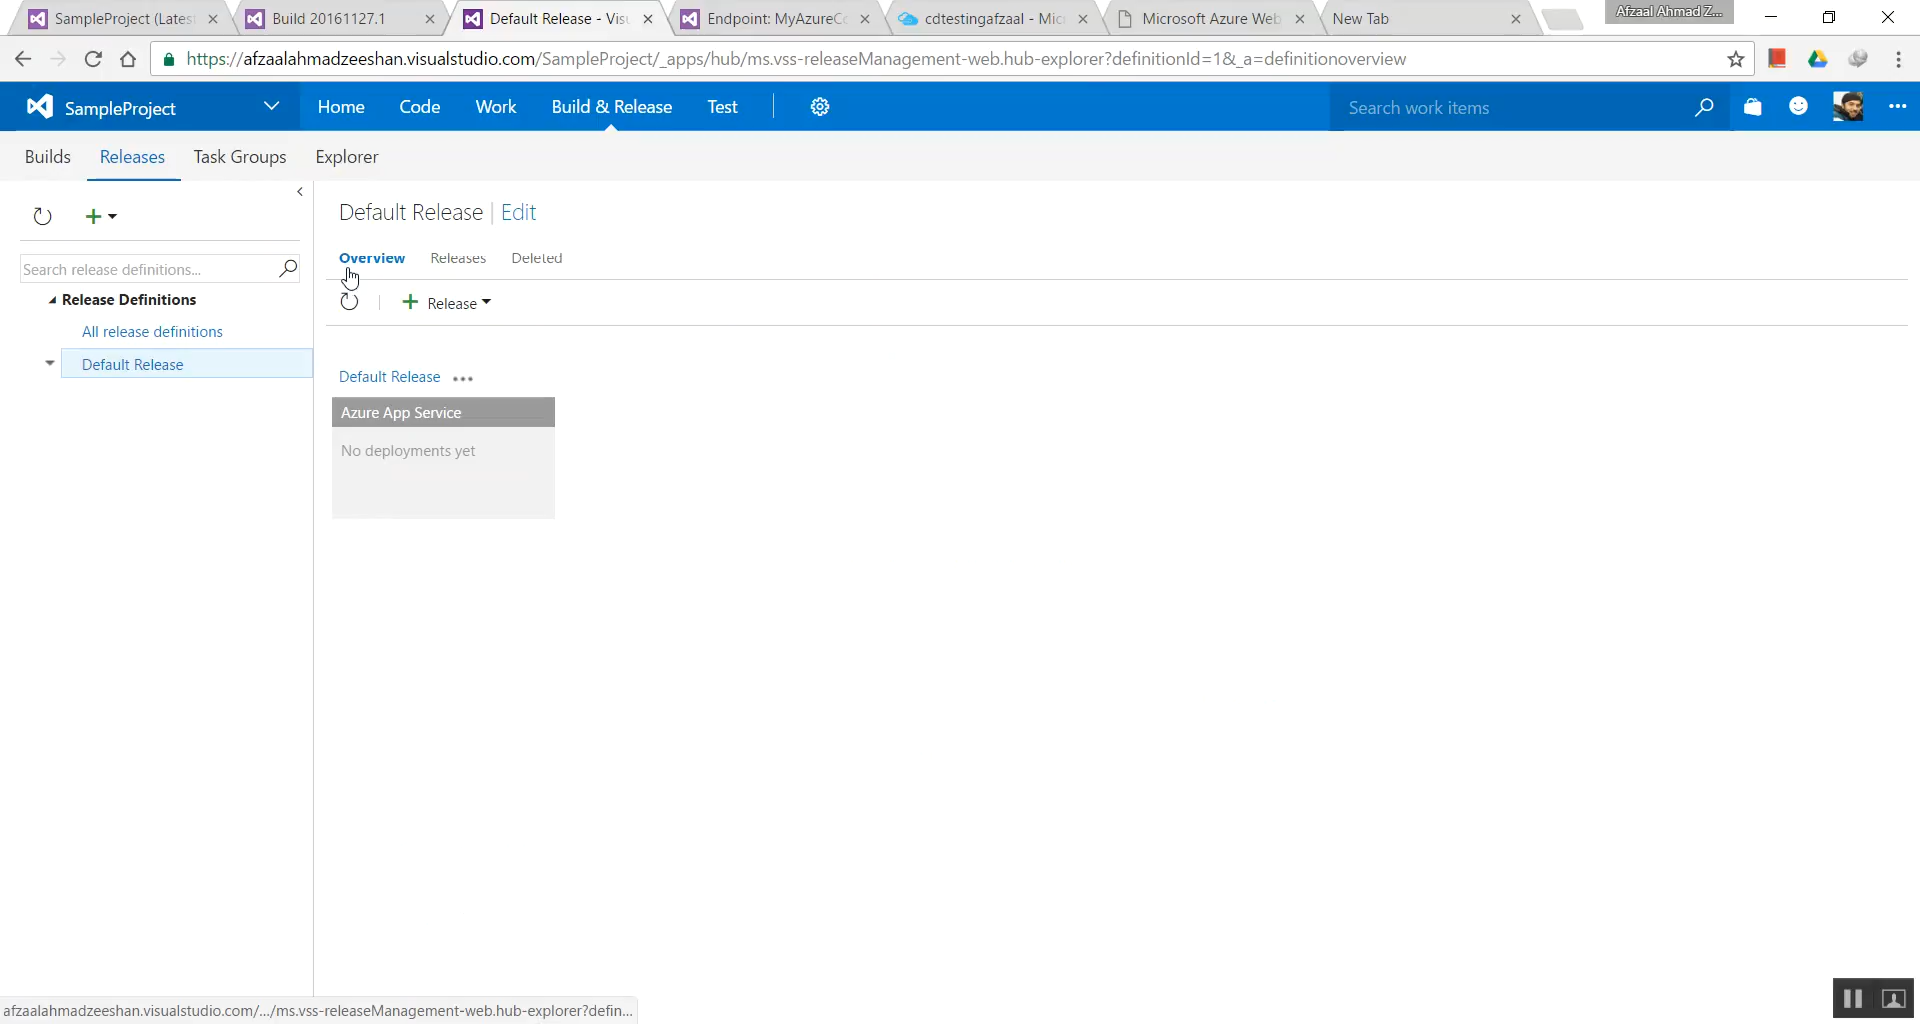 SampleProject (Lates
Build 20161127.1
Default Release - Visu
Endpoint: MyAzureCo
cdtestingafzaal - Mic
Microsoft Azure Web
New Tab
Afzaal Ahmad Z...
https://afzaalahmadzeeshan.visualstudio.com/SampleProject/_apps/hub/ms.vss-releaseManagement-web.hub-explorer?definitionId=1&_a=definitionoverview
SampleProject
Home
Code
Work
Build & Release
Test
Search work items
Builds
Releases
Task Groups
Explorer
Default Release | Edit
Overview
Releases
Deleted
Search release definitions...
Release Definitions
All release definitions
Default Release
+ Release
Default Release ...
Azure App Service
No deployments yet
afzaalahmadzeeshan.visualstudio.com/.../ms.vss-releaseManagement-web.hub-explorer?defin...